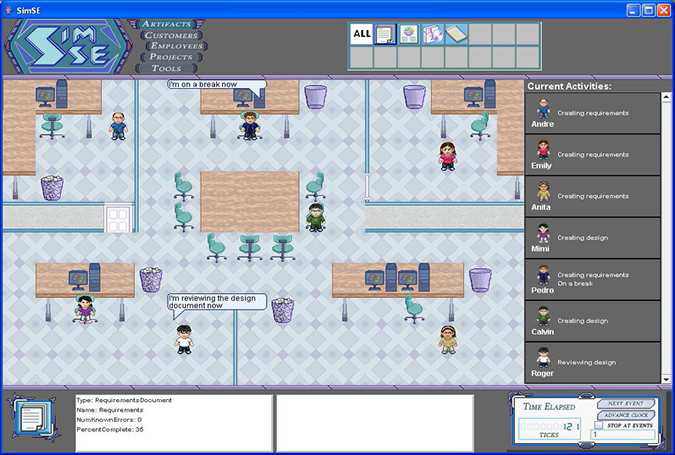 SimSE
SIM
SE
ARTIFACTS
CUSTOMERS
EMPLOYEES
PROJECTS
TOOLS
ALL
I'm on a break now
I'm reviewing the design
document now
Current Activities:
Creating requirements
Andre
Creating requirements
Emily
Creating requirements
Anita
Creating design
Mimi
Creating requirements
On a break
Pedro
Creating design
Calvin
Reviewing design
Roger
Type: RequirementsDocument
Name: Requirements
NumKnownErrors: 0
PercentComplete: 35
TIME ELAPSED
121
TICKS
NEXT EVENT
ADVANCE CLOCK
STOP AT EVENTS
1